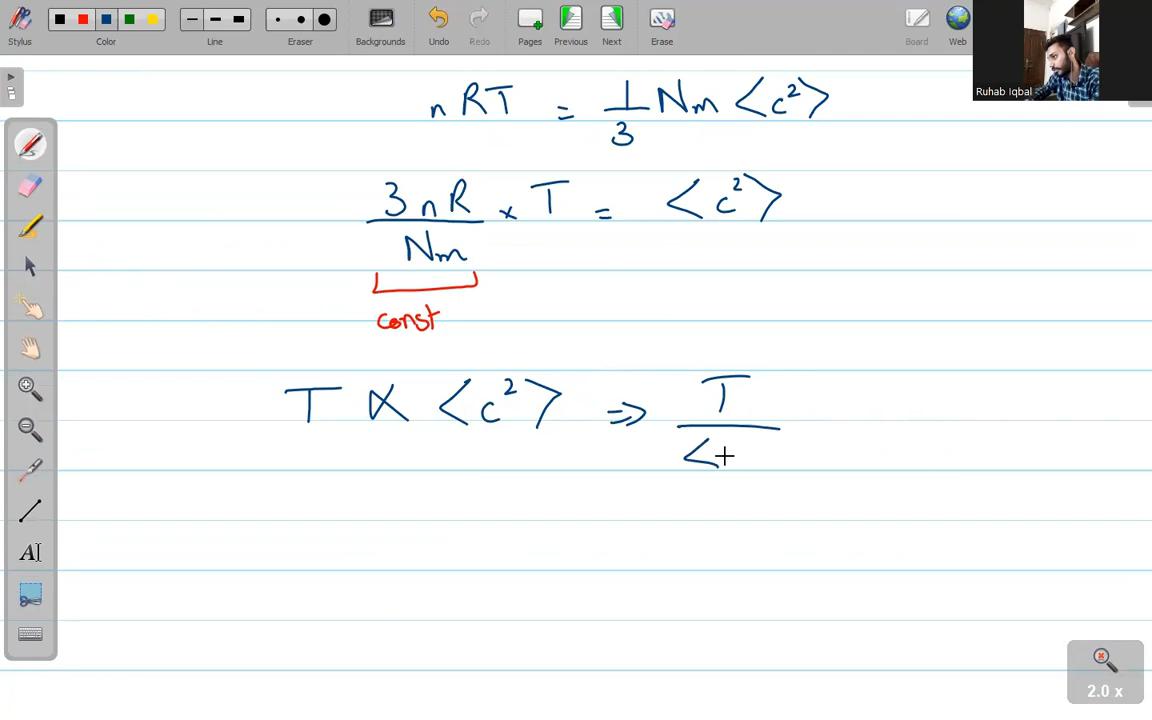 Stylus Color Line Eraser Backgrounds Undo Redo Pages Previous Next Erase Board Web
Ruhab Iqbal
nRT = 1/3 Nm <c²>
3nR/Nm × T = <c²>
const
T ∝ <c²> ⇒ T/<
A
2.0 x